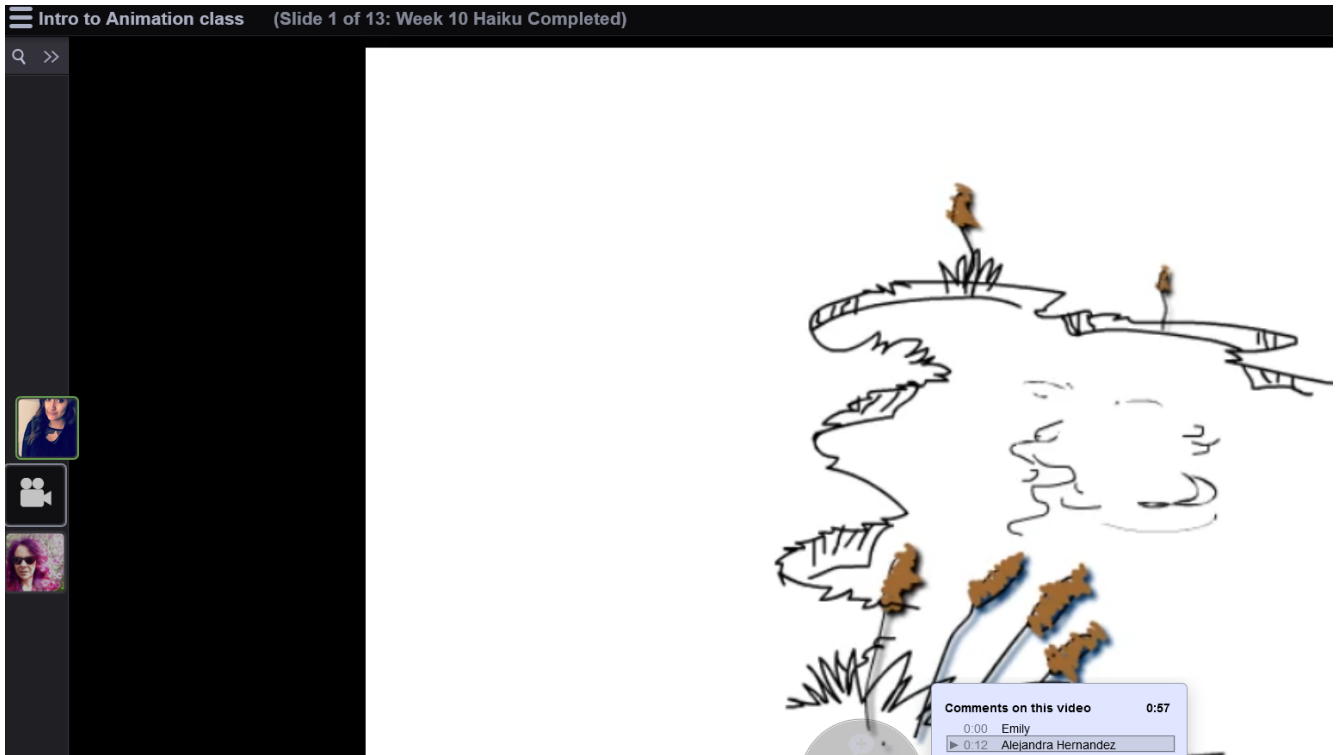 Intro to Animation class (Slide 1 of 13: Week 10 Haiku Completed)
Comments on this video 0:57
0:00 Emily
0:12 Alejandra Hernandez